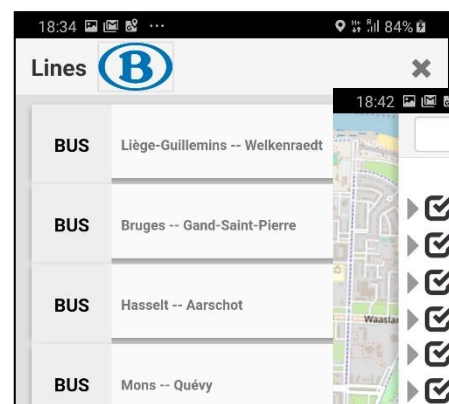 18:34 ... H+ R 84%
Lines B
18:42
BUS Liège-Guillemins -- Welkenraedt
BUS Bruges -- Gand-Saint-Pierre
BUS Hasselt -- Aarschot
Waaslan
BUS Mons -- Quévy